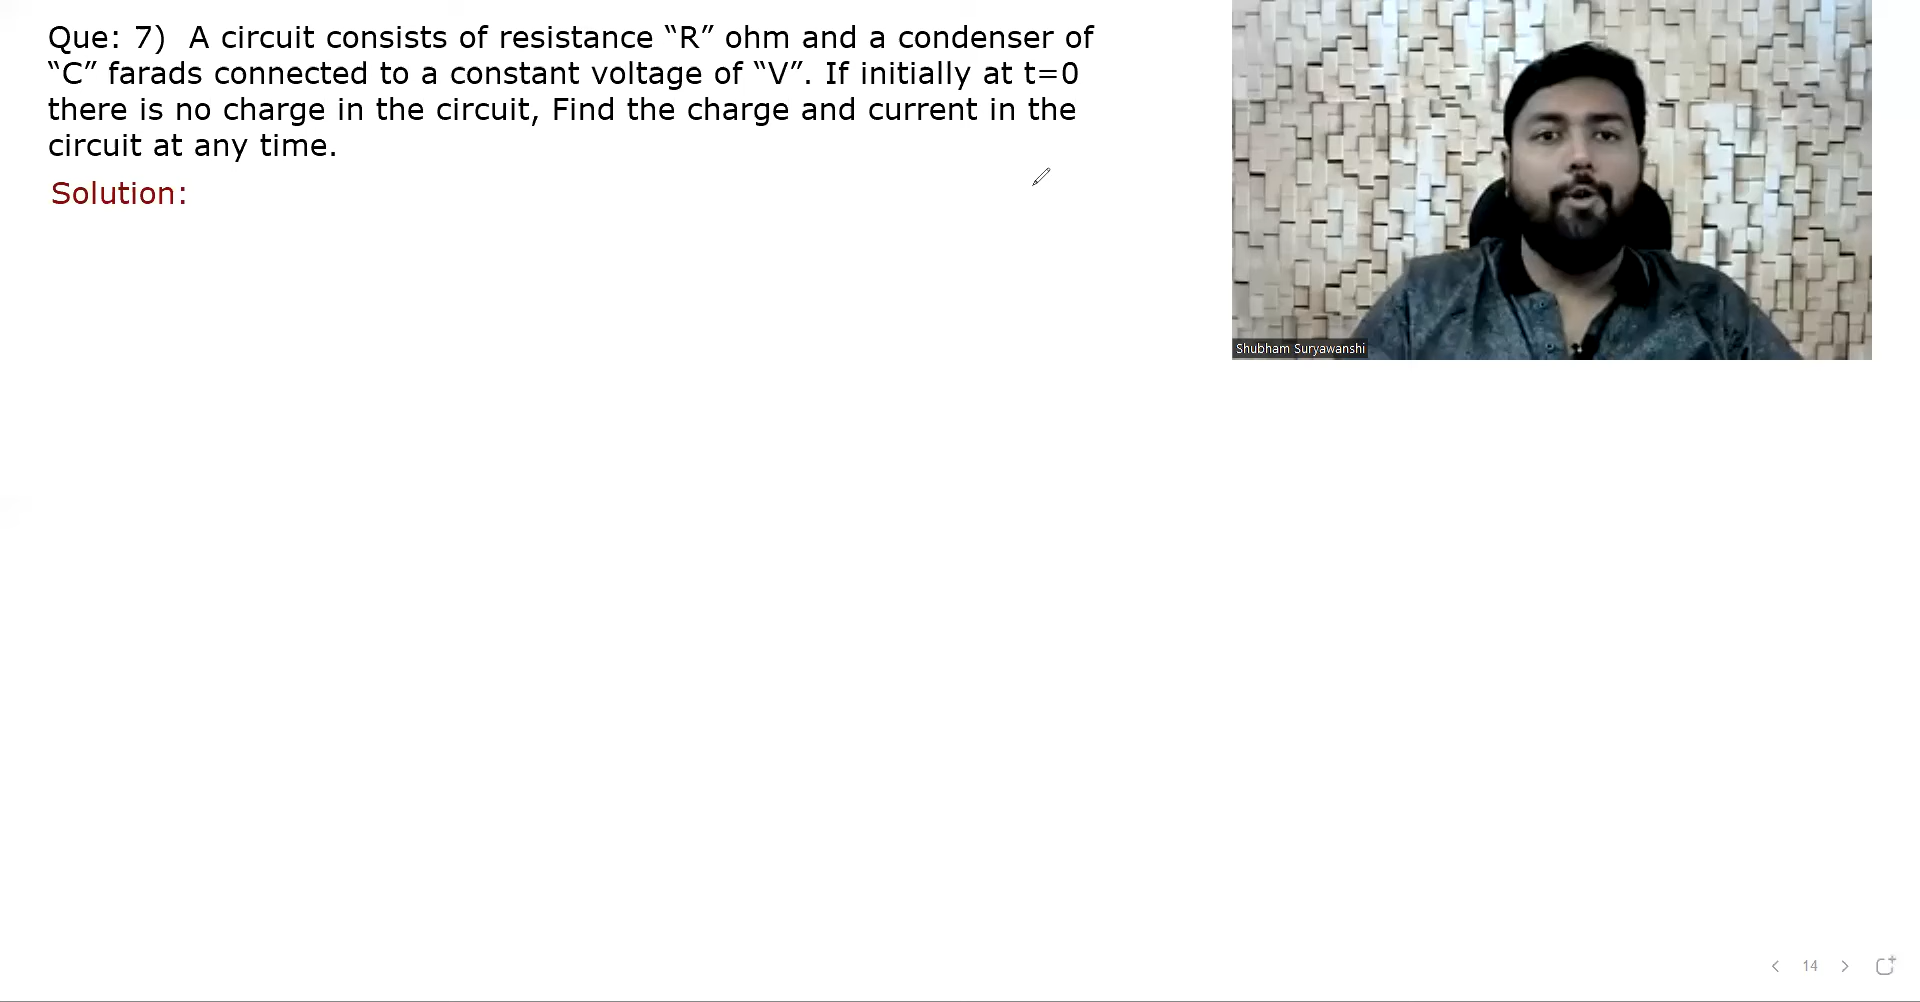 Que: 7)  A circuit consists of resistance “R” ohm and a condenser of
“C” farads connected to a constant voltage of “V”. If initially at t=0
there is no charge in the circuit, Find the charge and current in the
circuit at any time.
Solution:
Shubham Suryawanshi
14